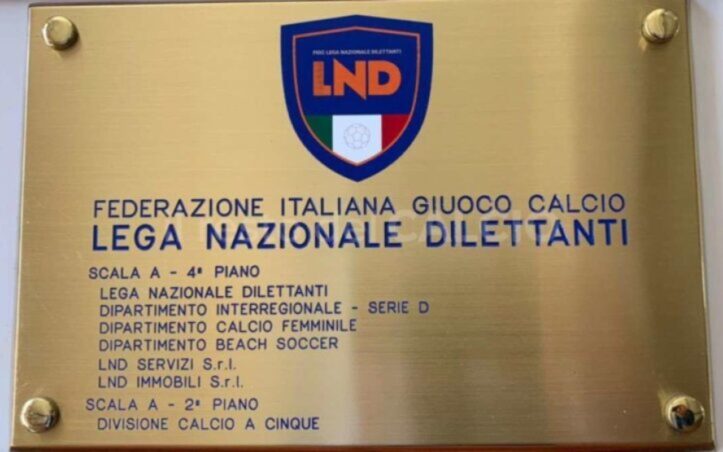 FIGC LEGA NAZIONALE DILETTANTI
LND
FEDERAZIONE ITALIANA GIUOCO CALCIO
LEGA NAZIONALE DILETTANTI
SCALA A - 4° PIANO
LEGA NAZIONALE DILETTANTI
DIPARTIMENTO INTERREGIONALE - SERIE D
DIPARTIMENTO CALCIO FEMMINILE
DIPARTIMENTO BEACH SOCCER
LND SERVIZI S.r.l.
LND IMMOBILI S.r.l.
SCALA A - 2° PIANO
DIVISIONE CALCIO A CINQUE